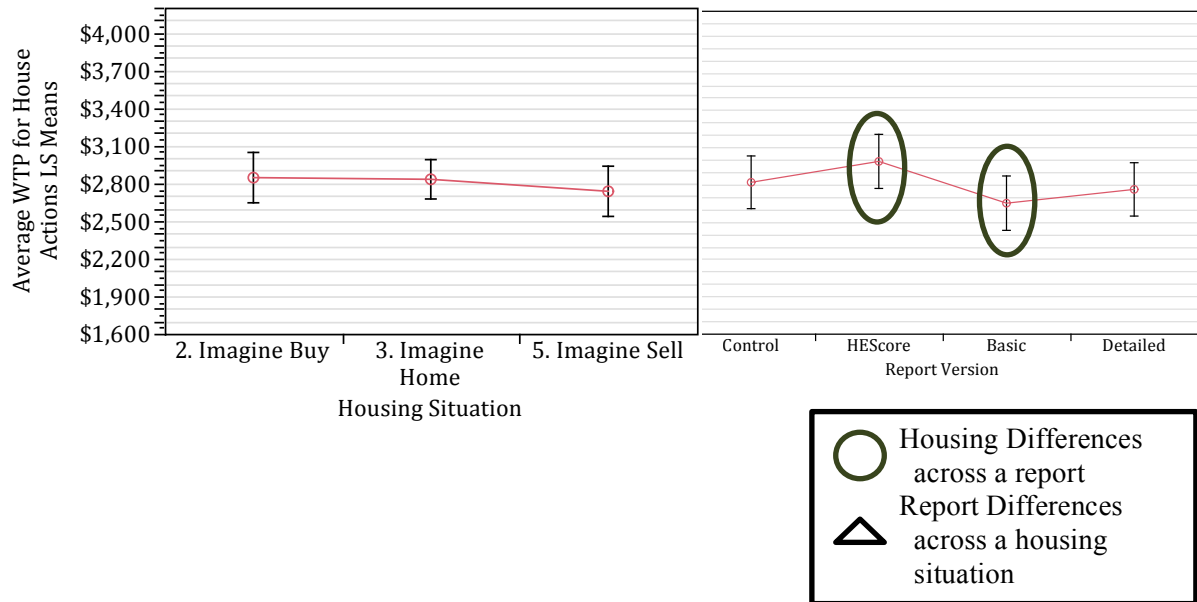 Average WTP for House
Actions LS Means
$4,000
$3,700
$3,400
$3,100
$2,800
$2,500
$2,200
$1,900
$1,600
2. Imagine Buy
3. Imagine
Home
5. Imagine Sell
Housing Situation
Control
HEScore
Basic
Detailed
Report Version
Housing Differences
across a report
Report Differences
across a housing
situation